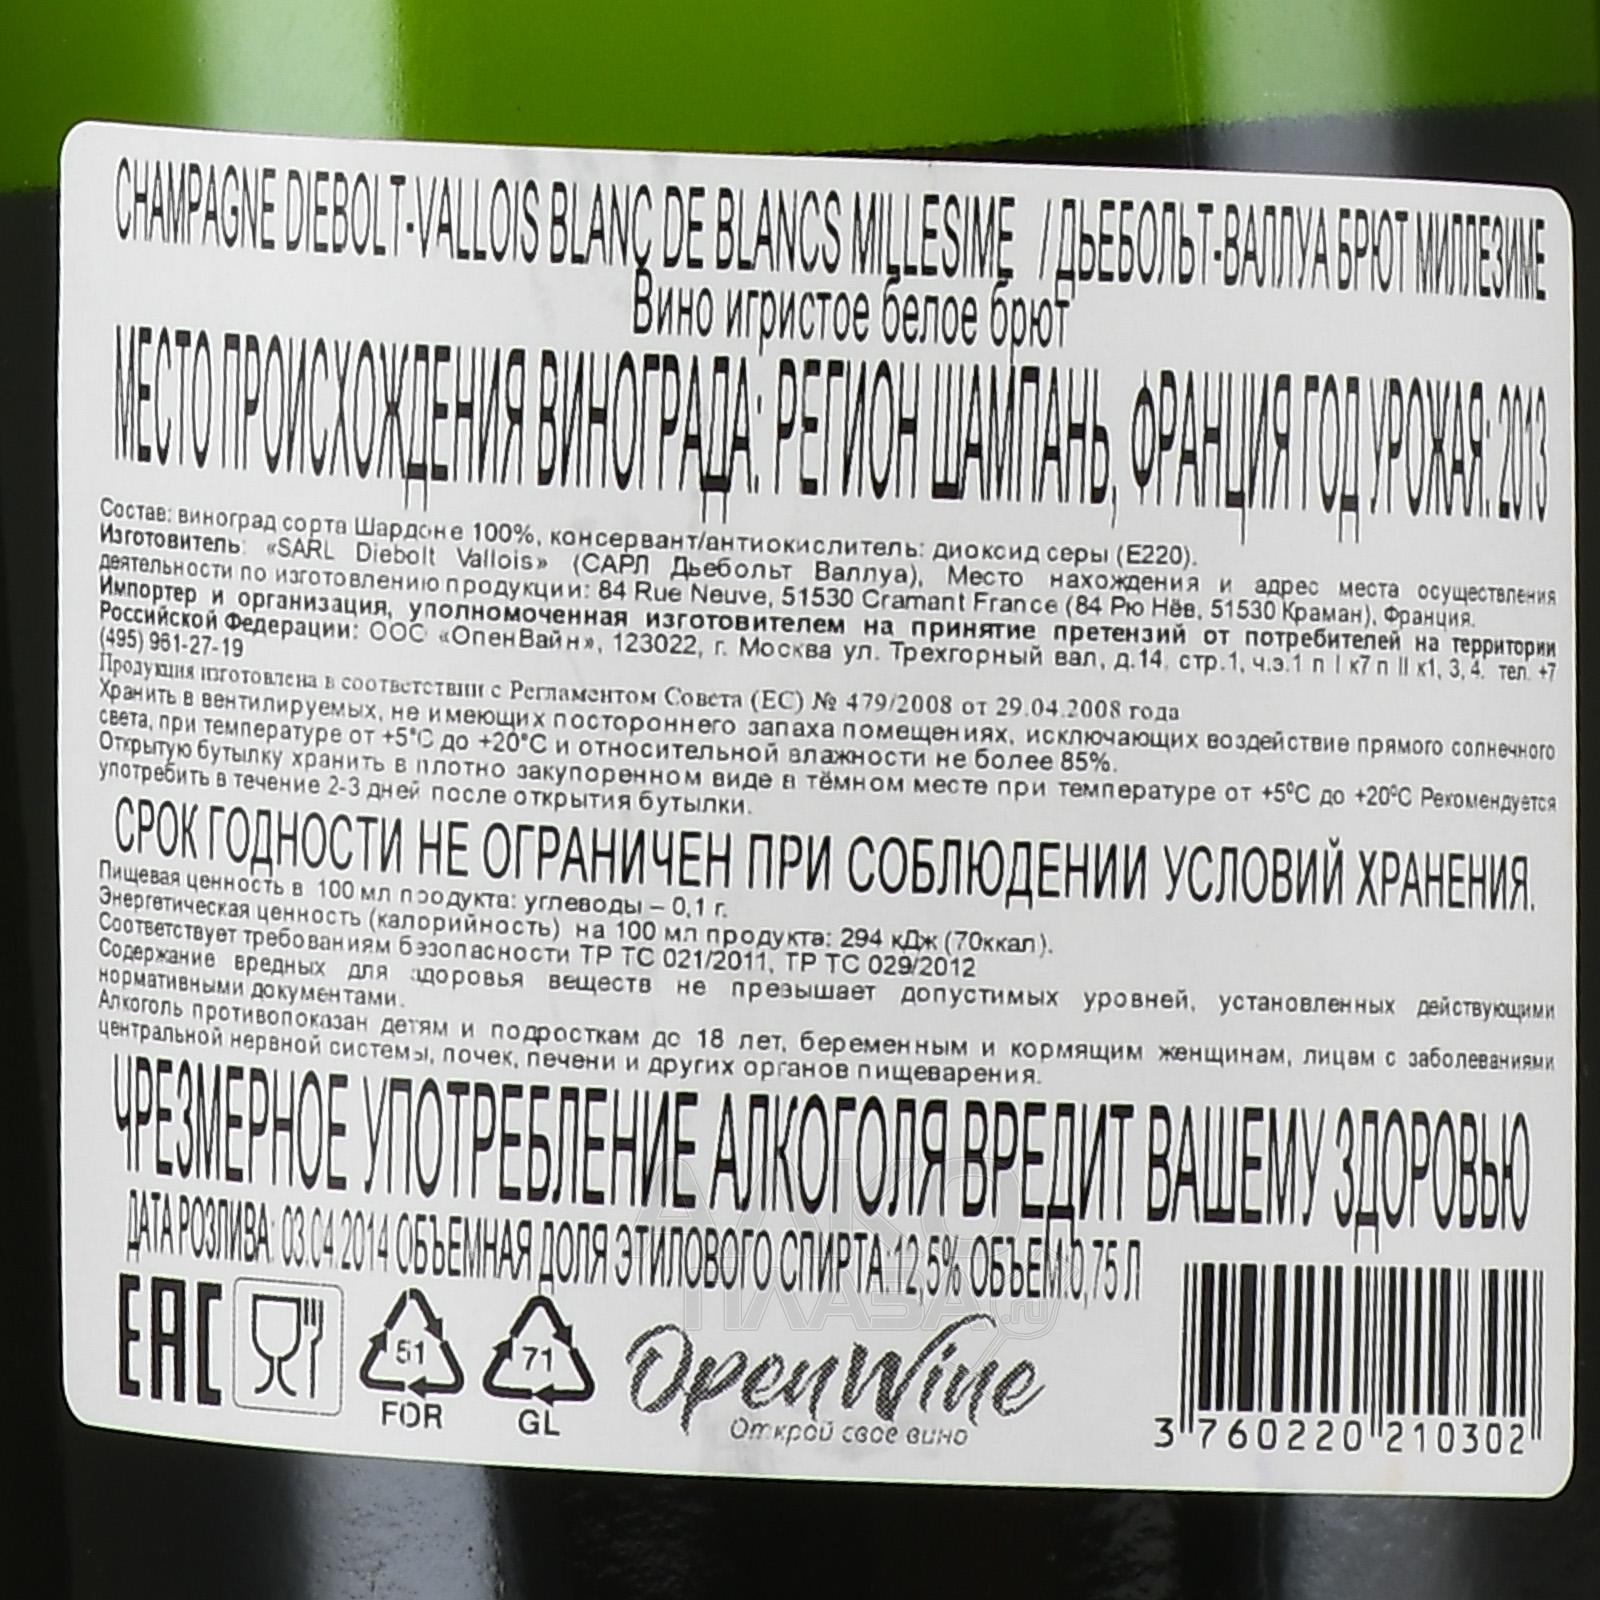 CHAMPAGNE DIEBOLT-VALLOIS BLANC DE BLANCS MILLESIME / ДЬЕБОЛЬТ-ВАЛЛУА БРЮТ МИЛЛЕЗИМЕ
Вино игристое белое брют
МЕСТО ПРОИСХОЖДЕНИЯ ВИНОГРАДА: РЕГИОН ШАМПАНЬ, ФРАНЦИЯ ГОД УРОЖАЯ: 2013
Состав: виноград сорта Шардоне 100%, консервант/антиокислитель: диоксид серы (Е220).
Изготовитель: «SARL Diebolt Vallois» (САРЛ Дьебольт Валлуа), Место нахождения и адрес места осуществления
деятельности по изготовлению продукции: 84 Rue Neuve, 51530 Cramant France (84 Рю Нёв, 51530 Краман), Франция.
Импортер и организация, уполномоченная изготовителем на принятие претензий от потребителей на территории
Российской Федерации: ООО «ОпенВайн», 123022, г. Москва ул. Трехгорный вал, д.14, стр.1, ч.э.1 п I к7 п II к1, 3, 4. тел. +7
(495) 961-27-19
Продукция изготовлена в соответствии с Регламентом Совета (ЕС) № 479/2008 от 29.04.2008 года
Хранить в вентилируемых, не имеющих постороннего запаха помещениях, исключающих воздействие прямого солнечного
света, при температуре от +5°С до +20°С и относительной влажности не более 85%.
Открытую бутылку хранить в плотно закупоренном виде в тёмном месте при температуре от +5°С до +20°С Рекомендуется
употребить в течение 2-3 дней после открытия бутылки.
СРОК ГОДНОСТИ НЕ ОГРАНИЧЕН ПРИ СОБЛЮДЕНИИ УСЛОВИЙ ХРАНЕНИЯ.
Пищевая ценность в 100 мл продукта: углеводы – 0,1 г.
Энергетическая ценность (калорийность) на 100 мл продукта: 294 кДж (70ккал).
Соответствует требованиям безопасности ТР ТС 021/2011, ТР ТС 029/2012
Содержание вредных для здоровья веществ не превышает допустимых уровней, установленных действующими
нормативными документами.
Алкоголь противопоказан детям и подросткам до 18 лет, беременным и кормящим женщинам, лицам с заболеваниями
центральной нервной системы, почек, печени и других органов пищеварения.
ЧРЕЗМЕРНОЕ УПОТРЕБЛЕНИЕ АЛКОГОЛЯ ВРЕДИТ ВАШЕМУ ЗДОРОВЬЮ
ДАТА РОЗЛИВА: 03.04.2014 ОБЪЕМНАЯ ДОЛЯ ЭТИЛОВОГО СПИРТА:12,5% ОБЪЕМ:0,75 Л
АЛКО
ПЛАЗА.ru
EAC
51
FOR
71
GL
OpenWine
Открой свое вино
3 760220 210302